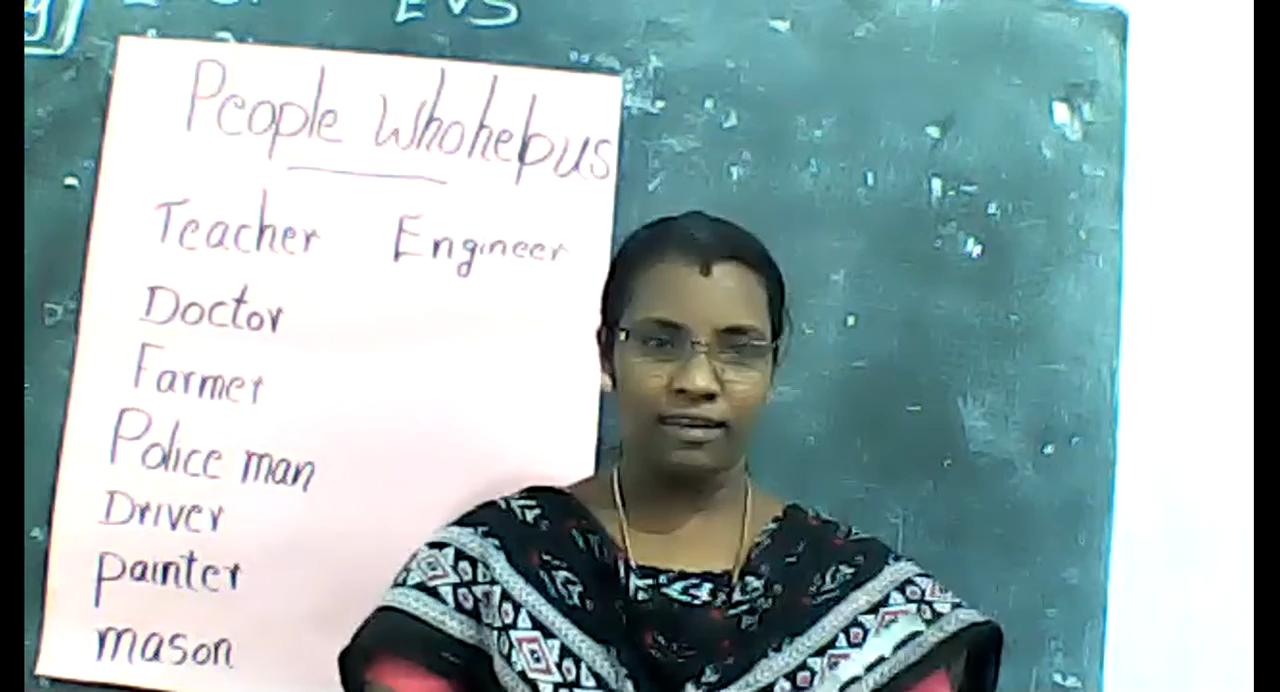 EVS
People Whohelpus
Teacher Engineer
Doctor
Farmer
Police man
Driver
painter
mason